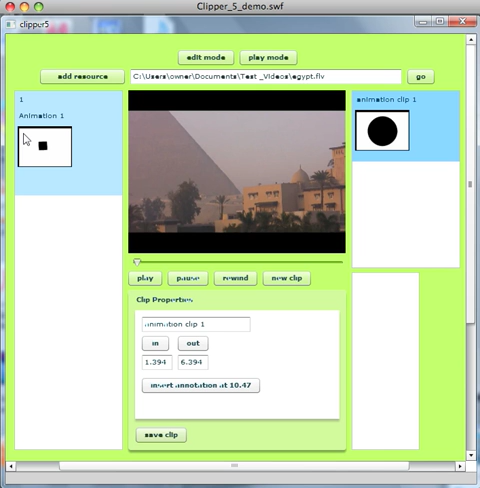 Clipper_5_demo.swf
clipper5
edit mode
play mode
add resource
C:\Users\owner\Documents\Test _Videos\egypt.flv
go
1
Animation 1
animation clip 1
play
pause
rewind
new clip
Clip Properties
animation clip 1
in
out
1.394
6.394
insert annotation at 10.47
save clip